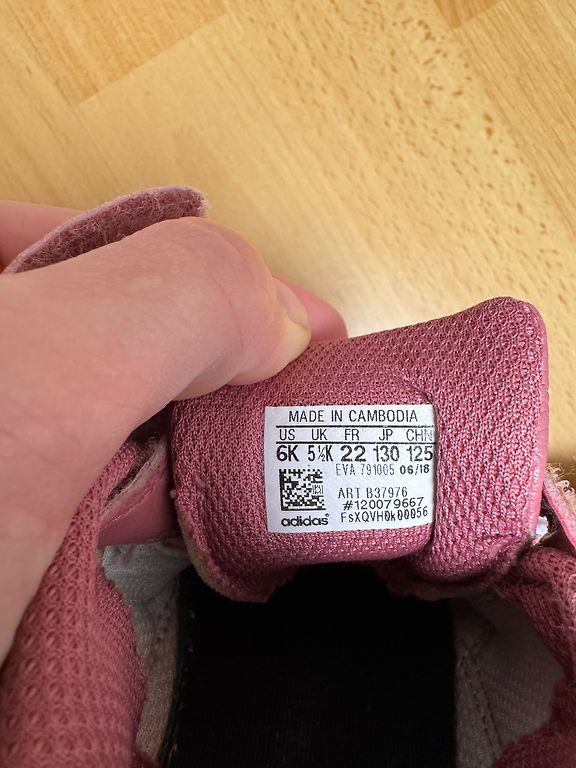 MADE IN CAMBODIA
US UK FR JP CHN
6K 5½K 22 130 125
EVA 791005 06/18
ART B37976
#120079667
FsXQVH0k00056
adidas®